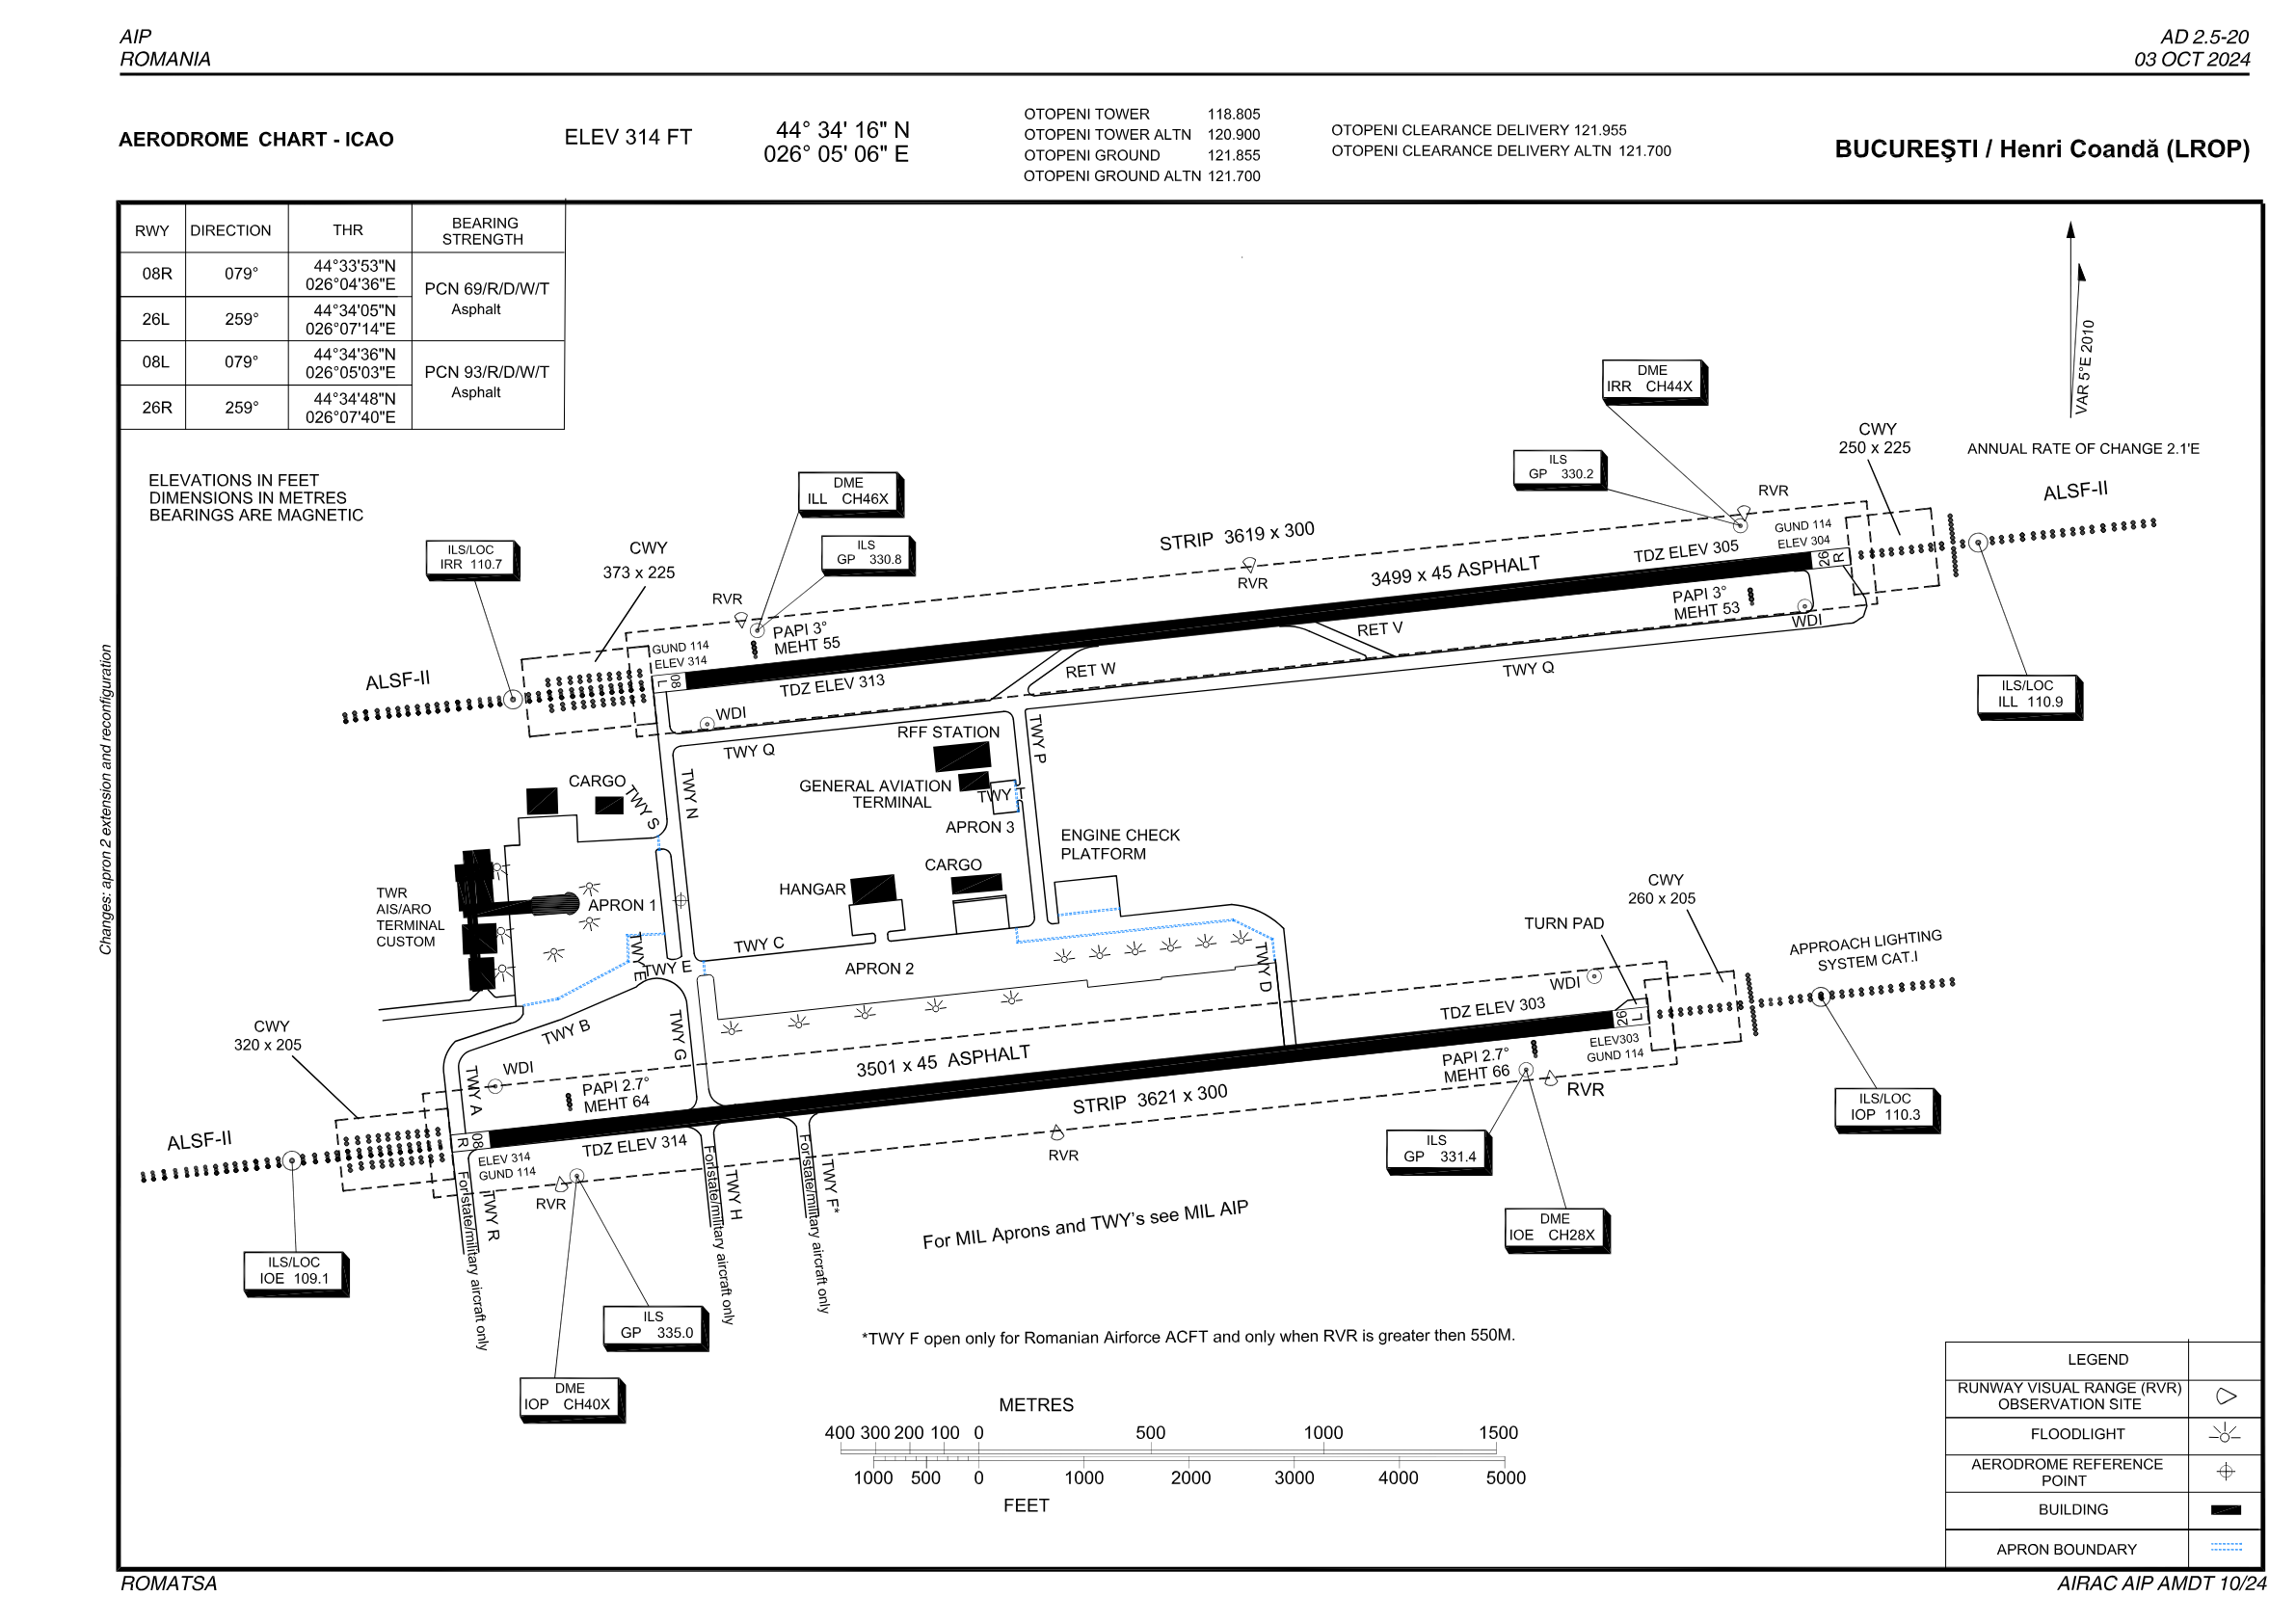 AIP
ROMANIA
AD 2.5-20
03 OCT 2024
AERODROME CHART - ICAO
ELEV 314 FT
44° 34' 16" N
026° 05' 06" E
OTOPENI TOWER 118.805
OTOPENI TOWER ALTN 120.900
OTOPENI GROUND 121.855
OTOPENI GROUND ALTN 121.700
OTOPENI CLEARANCE DELIVERY 121.955
OTOPENI CLEARANCE DELIVERY ALTN 121.700
BUCUREŞTI / Henri Coandă (LROP)
RWY DIRECTION THR BEARING
STRENGTH
08R 079° 44°33'53"N
026°04'36"E
PCN 69/R/D/W/T
Asphalt
26L 259° 44°34'05"N
026°07'14"E
08L 079° 44°34'36"N
026°05'03"E
PCN 93/R/D/W/T
Asphalt
26R 259° 44°34'48"N
026°07'40"E
ELEVATIONS IN FEET
DIMENSIONS IN METRES
BEARINGS ARE MAGNETIC
VAR 5°E 2010
ANNUAL RATE OF CHANGE 2.1'E
DME
IRR CH44X
ILS
GP 330.2
RVR
CWY
250 x 225
ALSF-II
DME
ILL CH46X
ILS
GP 330.8
ILS/LOC
IRR 110.7
CWY
373 x 225
RVR
STRIP 3619 x 300
RVR
3499 x 45 ASPHALT
TDZ ELEV 305
GUND 114
ELEV 304
26
R
PAPI 3°
MEHT 53
WDI
PAPI 3°
MEHT 55
GUND 114
ELEV 314
08
L
TDZ ELEV 313
ALSF-II
WDI
RET W
RET V
TWY Q
ILS/LOC
ILL 110.9
TWY Q
RFF STATION
TWY P
GENERAL AVIATION
TERMINAL
TWY T
APRON 3
CARGO
TWY S
TWY N
ENGINE CHECK
PLATFORM
HANGAR
CARGO
TWR
AIS/ARO
TERMINAL
CUSTOM
APRON 1
TWY E
TWY E
TWY C
APRON 2
TWY D
CWY
260 x 205
TURN PAD
APPROACH LIGHTING
SYSTEM CAT.I
WDI
TDZ ELEV 303
26
L
ELEV303
GUND 114
PAPI 2.7°
MEHT 66
RVR
ILS/LOC
IOP 110.3
CWY
320 x 205
TWY B
TWY G
WDI
TWY A
PAPI 2.7°
MEHT 64
3501 x 45 ASPHALT
STRIP 3621 x 300
ALSF-II
08
R
TDZ ELEV 314
ELEV 314
GUND 114
RVR
RVR
TWY R
For state/military aircraft only
TWY H
For state/military aircraft only
TWY F*
For state/military aircraft only
ILS
GP 331.4
DME
IOE CH28X
For MIL Aprons and TWY's see MIL AIP
ILS/LOC
IOE 109.1
ILS
GP 335.0
DME
IOP CH40X
*TWY F open only for Romanian Airforce ACFT and only when RVR is greater then 550M.
METRES
400 300 200 100 0 500 1000 1500
1000 500 0 1000 2000 3000 4000 5000
FEET
LEGEND
RUNWAY VISUAL RANGE (RVR)
OBSERVATION SITE
FLOODLIGHT
AERODROME REFERENCE
POINT
BUILDING
APRON BOUNDARY
Changes: apron 2 extension and reconfiguration
ROMATSA
AIRAC AIP AMDT 10/24